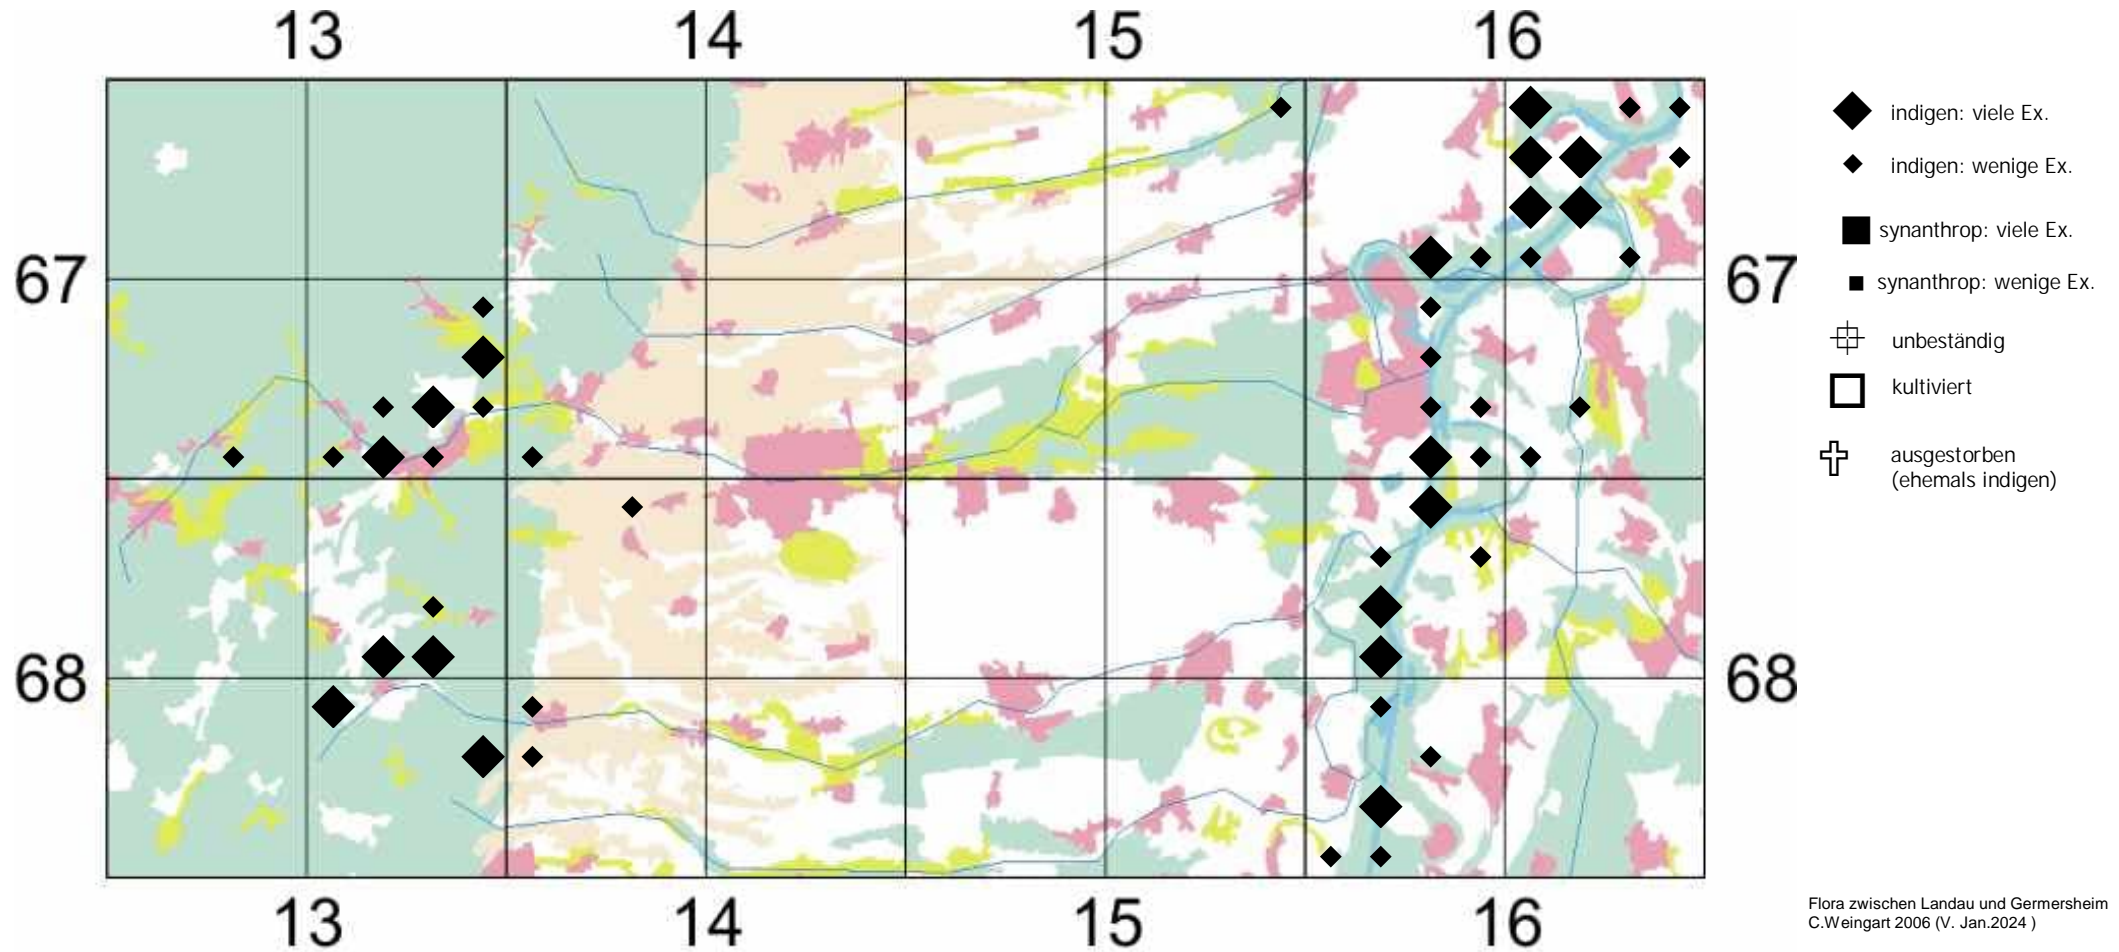 13 14 15 16
67 67
68 68
13 14 15 16
indigen: viele Ex.
indigen: wenige Ex.
synanthrop: viele Ex.
synanthrop: wenige Ex.
unbeständig
kultiviert
ausgestorben
(ehemals indigen)
Flora zwischen Landau und Germersheim
C.Weingart 2006 (V. Jan.2024 )